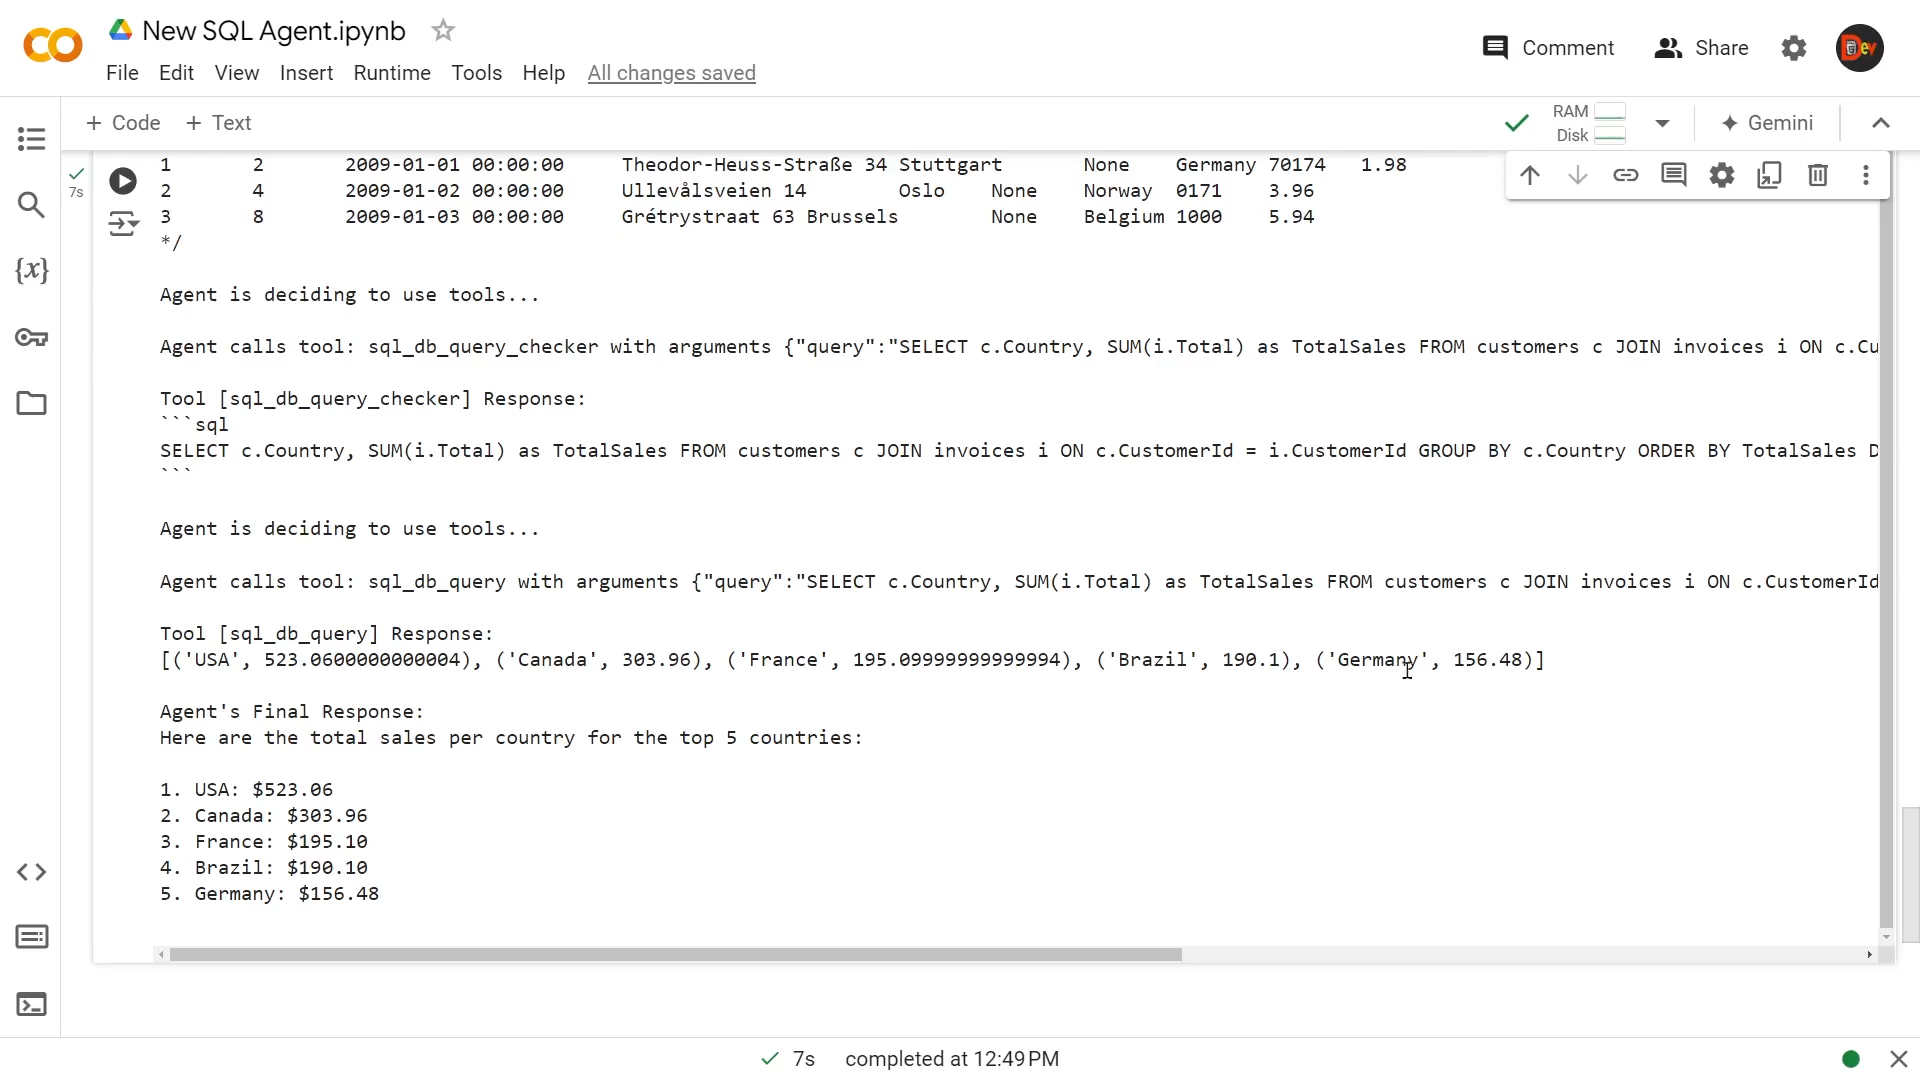 New SQL Agent.ipynb
Comment
Share
Dev
File Edit View Insert Runtime Tools Help All changes saved
+ Code + Text
RAM
Disk
Gemini
7s
1 2 2009-01-01 00:00:00 Theodor-Heuss-Straße 34 Stuttgart None Germany 70174 1.98
2 4 2009-01-02 00:00:00 Ullevålsveien 14 Oslo None Norway 0171 3.96
3 8 2009-01-03 00:00:00 Grétrystraat 63 Brussels None Belgium 1000 5.94
*/
Agent is deciding to use tools...
Agent calls tool: sql_db_query_checker with arguments {"query":"SELECT c.Country, SUM(i.Total) as TotalSales FROM customers c JOIN invoices i ON c.Cu
Tool [sql_db_query_checker] Response:
```sql
SELECT c.Country, SUM(i.Total) as TotalSales FROM customers c JOIN invoices i ON c.CustomerId = i.CustomerId GROUP BY c.Country ORDER BY TotalSales D
```
Agent is deciding to use tools...
Agent calls tool: sql_db_query with arguments {"query":"SELECT c.Country, SUM(i.Total) as TotalSales FROM customers c JOIN invoices i ON c.CustomerId
Tool [sql_db_query] Response:
[('USA', 523.0600000000004), ('Canada', 303.96), ('France', 195.09999999999994), ('Brazil', 190.1), ('Germany', 156.48)]
Agent's Final Response:
Here are the total sales per country for the top 5 countries:
1. USA: $523.06
2. Canada: $303.96
3. France: $195.10
4. Brazil: $190.10
5. Germany: $156.48
7s completed at 12:49 PM